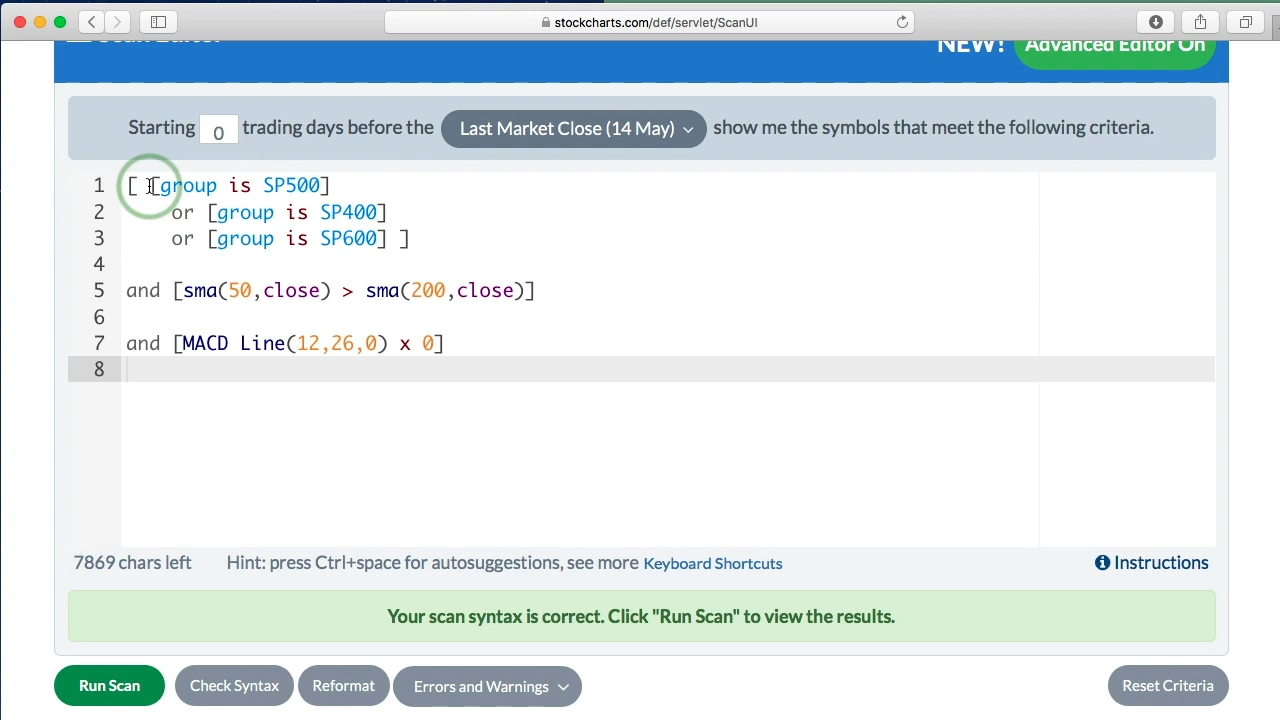 stockcharts.com/def/servlet/ScanUI
Scan Editor
NEW! Advanced Editor On
Starting 0 trading days before the Last Market Close (14 May) show me the symbols that meet the following criteria.
1 [ [group is SP500]
2 or [group is SP400]
3 or [group is SP600] ]
4
5 and [sma(50,close) > sma(200,close)]
6
7 and [MACD Line(12,26,0) x 0]
8
7869 chars left Hint: press Ctrl+space for autosuggestions, see more Keyboard Shortcuts Instructions
Your scan syntax is correct. Click "Run Scan" to view the results.
Run Scan Check Syntax Reformat Errors and Warnings Reset Criteria